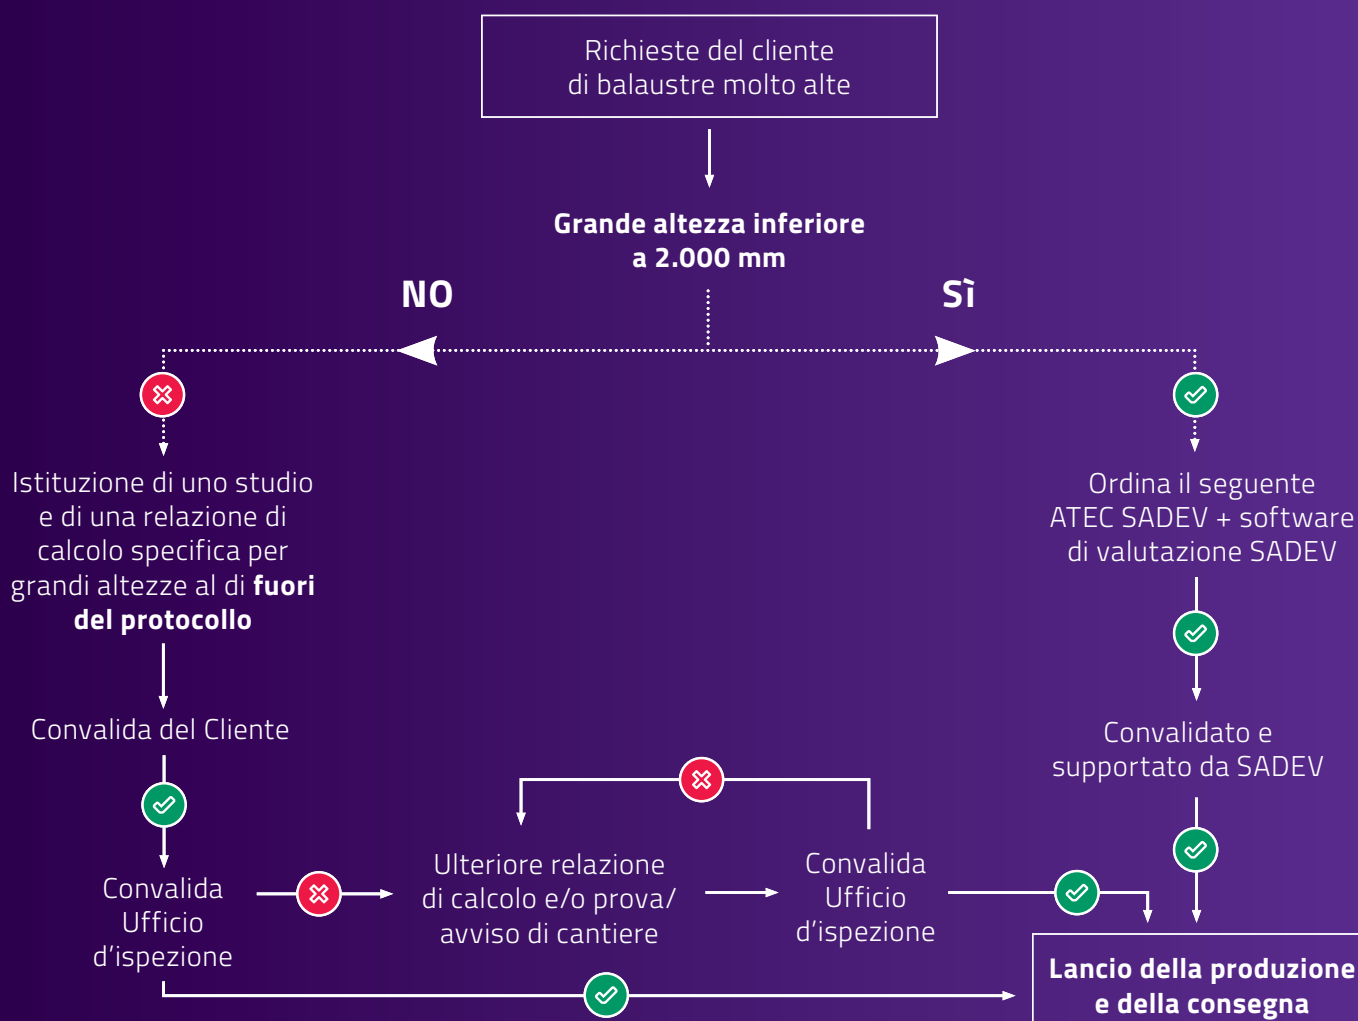 Richieste del cliente
di balaustre molto alte
Grande altezza inferiore
a 2.000 mm
NO
Sì
Istituzione di uno studio
e di una relazione di
calcolo specifica per
grandi altezze al di fuori
del protocollo
Ordina il seguente
ATEC SADEV + software
di valutazione SADEV
Convalida del Cliente
Convalidato e
supportato da SADEV
Convalida
Ufficio
d’ispezione
Ulteriore relazione
di calcolo e/o prova/
avviso di cantiere
Convalida
Ufficio
d’ispezione
Lancio della produzione
e della consegna